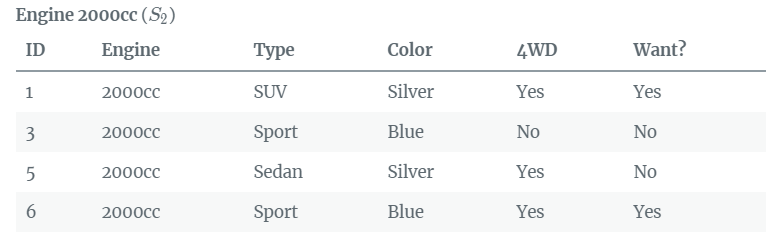 Engine 2000cc (S2)
ID Engine Type Color 4WD Want?
1 2000cc SUV Silver Yes Yes
3 2000cc Sport Blue No No
5 2000cc Sedan Silver Yes No
6 2000cc Sport Blue Yes Yes